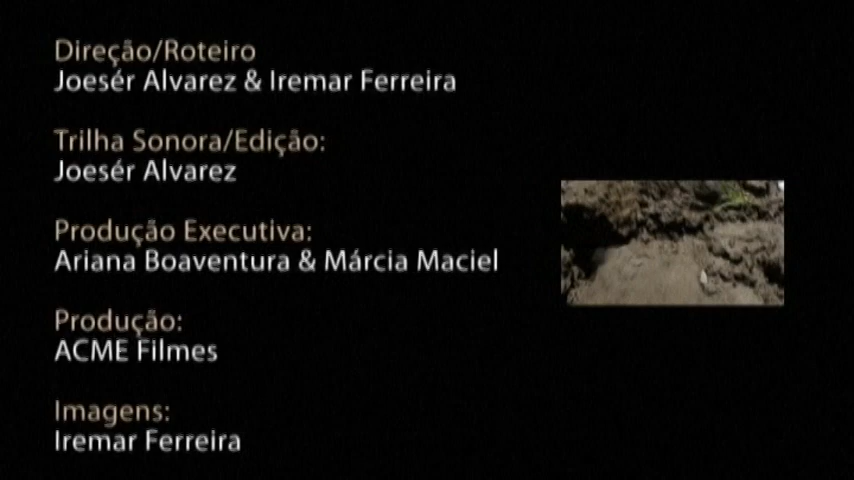 Direção/Roteiro
Joesér Alvarez & Iremar Ferreira
Trilha Sonora/Edição:
Joesér Alvarez
Produção Executiva:
Ariana Boaventura & Márcia Maciel
Produção:
ACME Filmes
Imagens:
Iremar Ferreira